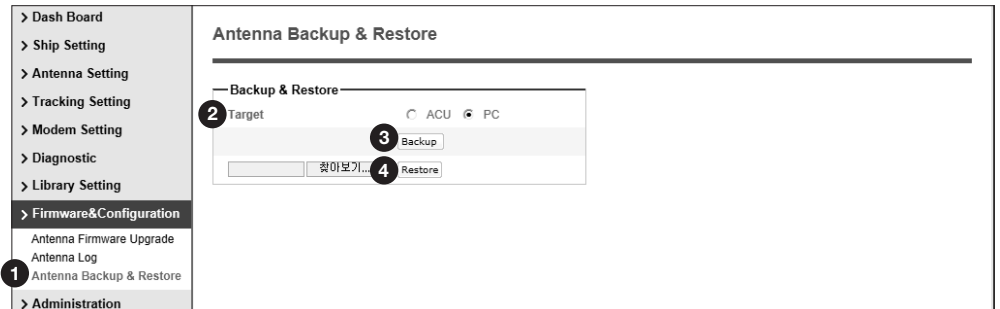 > Dash Board
> Ship Setting
> Antenna Setting
> Tracking Setting
> Modem Setting
> Diagnostic
> Library Setting
> Firmware&Configuration
Antenna Firmware Upgrade
Antenna Log
1 Antenna Backup & Restore
> Administration
Antenna Backup & Restore
Backup & Restore
2 Target ACU PC
3 Backup
찾아보기... 4 Restore